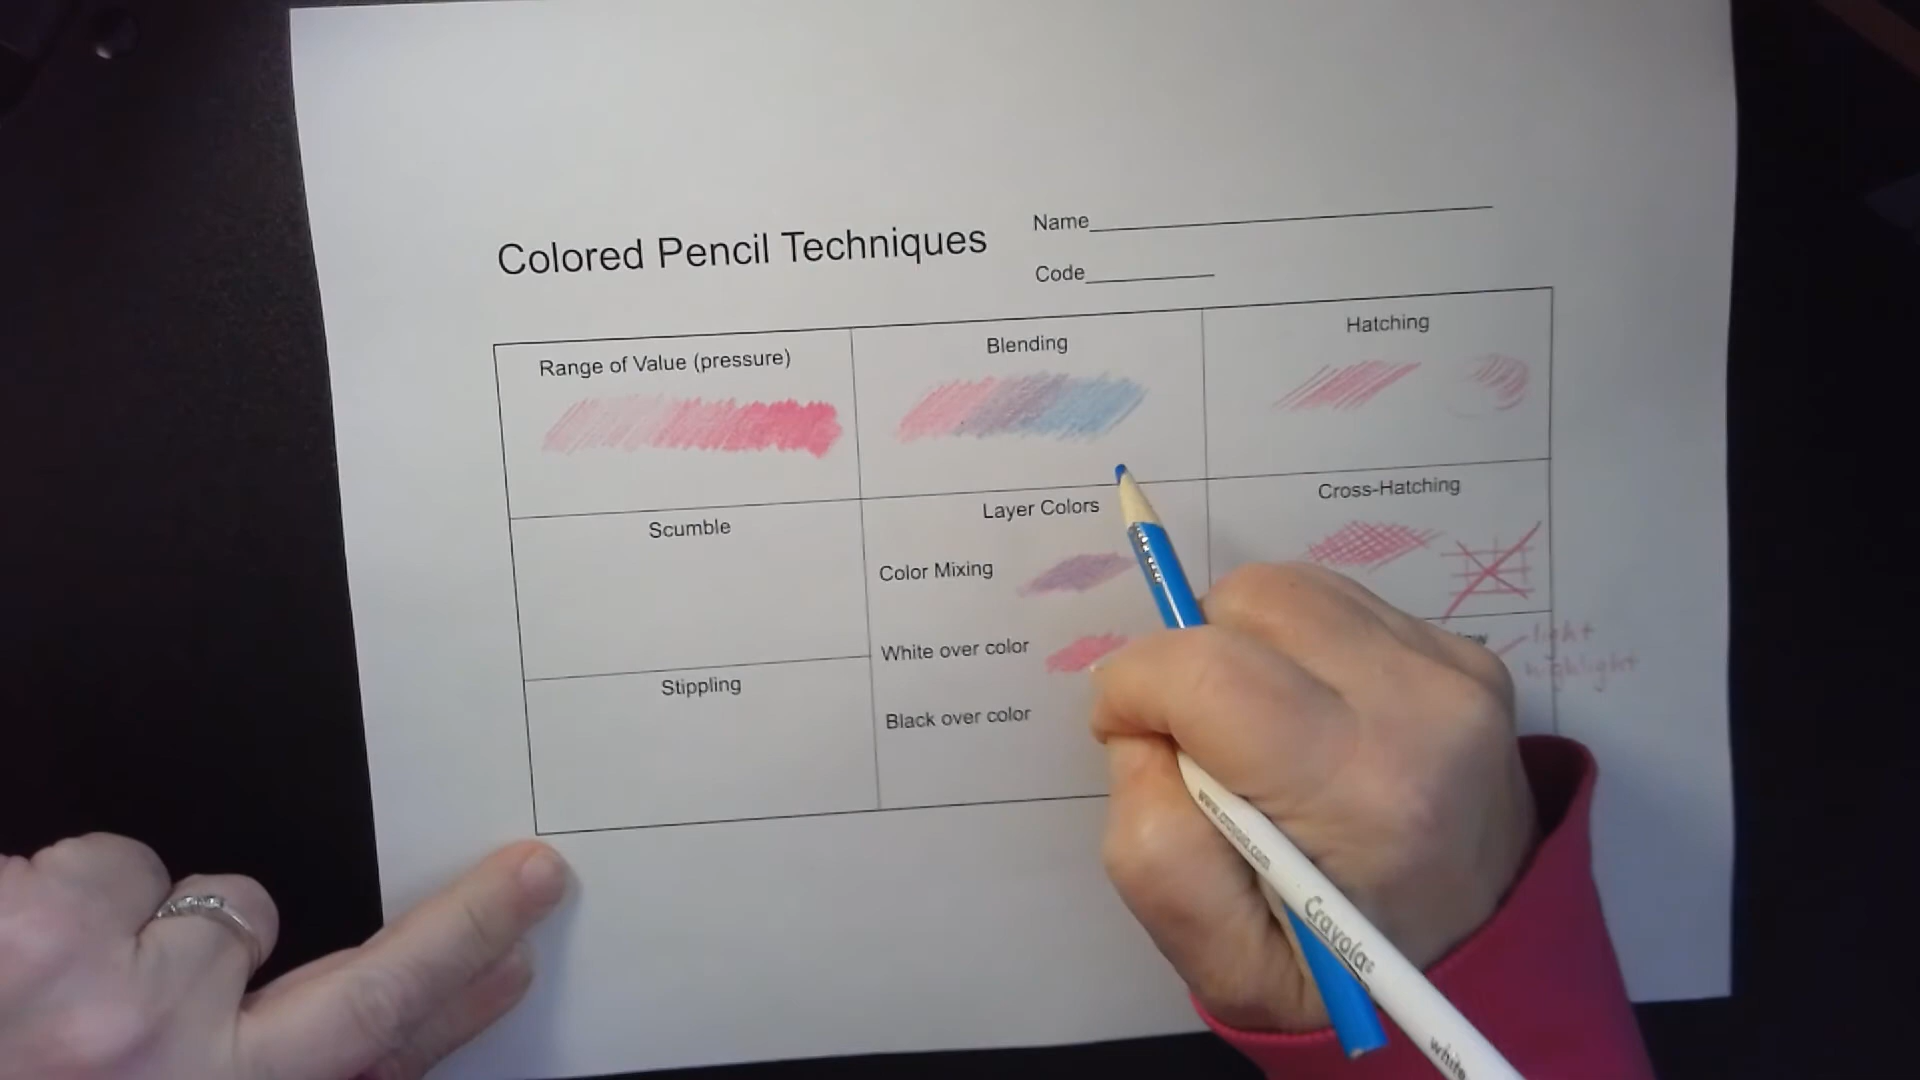 Colored Pencil Techniques
Name
Code
Range of Value (pressure)
Blending
Hatching
Scumble
Layer Colors
Cross-Hatching
Color Mixing
White over color
light
highlight
Stippling
Black over color
www.crayola.com
Crayola
white